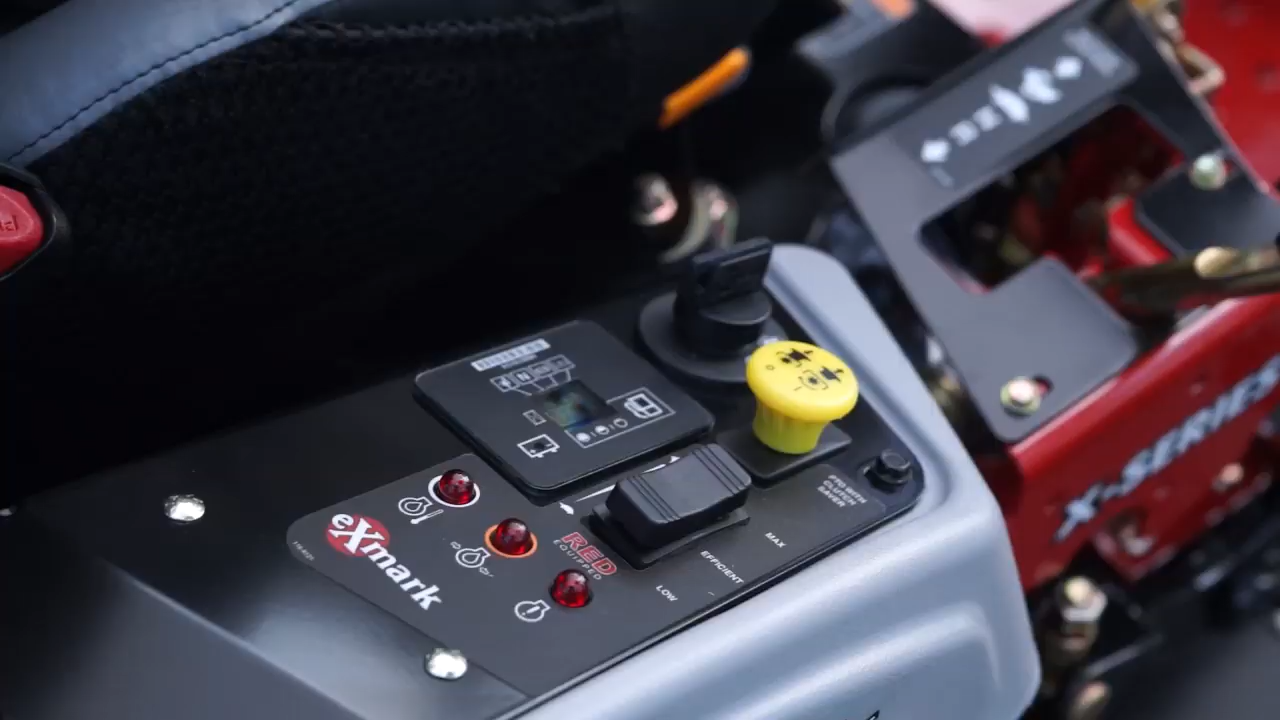 eXmark
RED
EQUIPPED
LOW
EFFICIENT
MAX
PTO WITH
CLUTCH
SAVER
X-SERIES